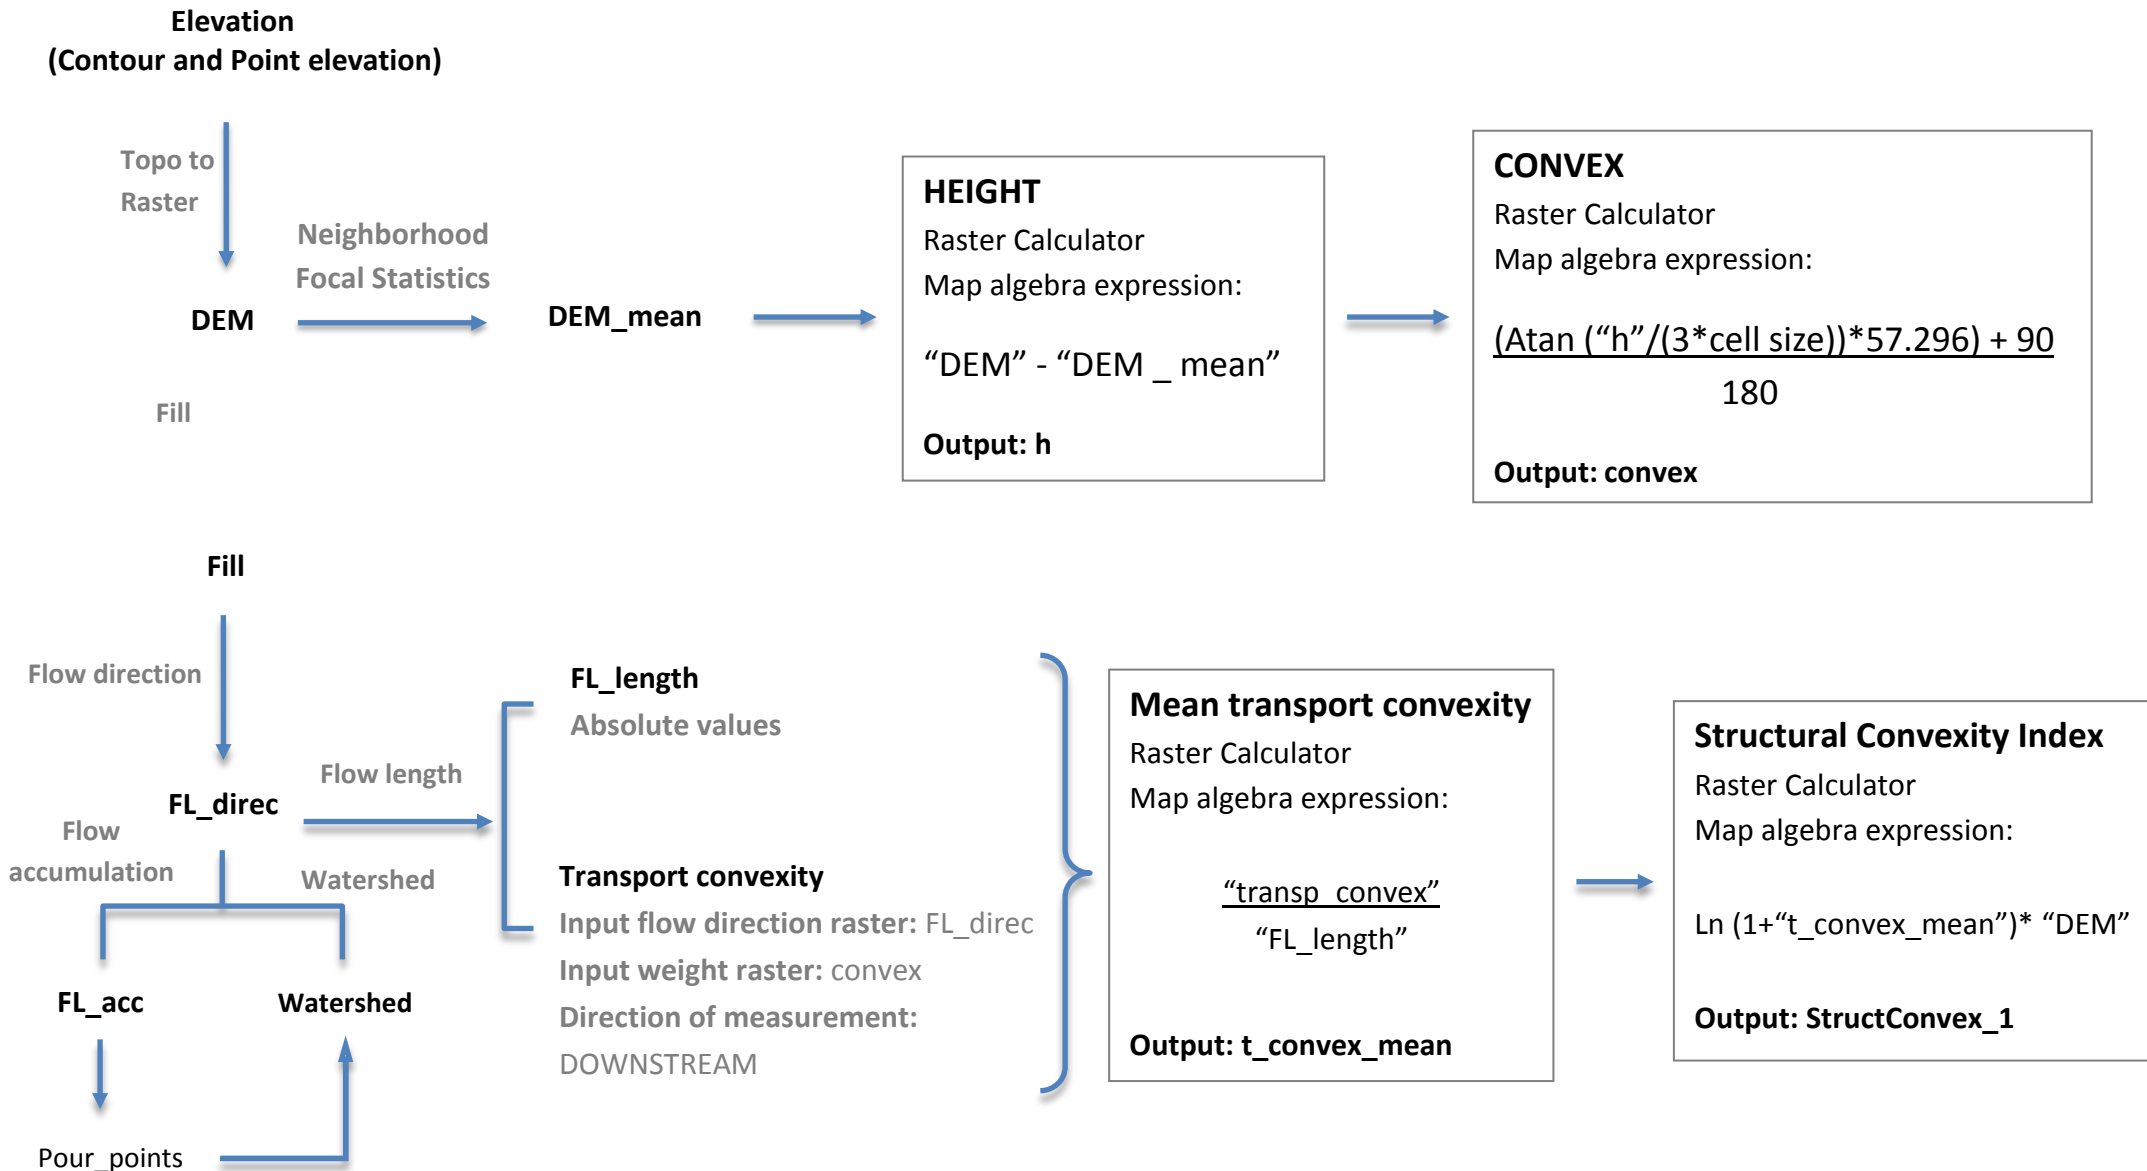 Elevation
(Contour and Point elevation)
Topo to
Raster
Neighborhood
Focal Statistics
DEM
DEM_mean
Fill
HEIGHT
Raster Calculator
Map algebra expression:
“DEM” - “DEM _ mean”
Output: h
CONVEX
Raster Calculator
Map algebra expression:
(Atan (“h”/(3*cell size))*57.296) + 90
180
Output: convex
Fill
Flow direction
FL_direc
Flow length
Flow
accumulation
Watershed
FL_acc
Watershed
Pour_points
FL_length
Absolute values
Transport convexity
Input flow direction raster: FL_direc
Input weight raster: convex
Direction of measurement:
DOWNSTREAM
Mean transport convexity
Raster Calculator
Map algebra expression:
“transp_convex”
“FL_length”
Output: t_convex_mean
Structural Convexity Index
Raster Calculator
Map algebra expression:
Ln (1+“t_convex_mean”)* “DEM”
Output: StructConvex_1